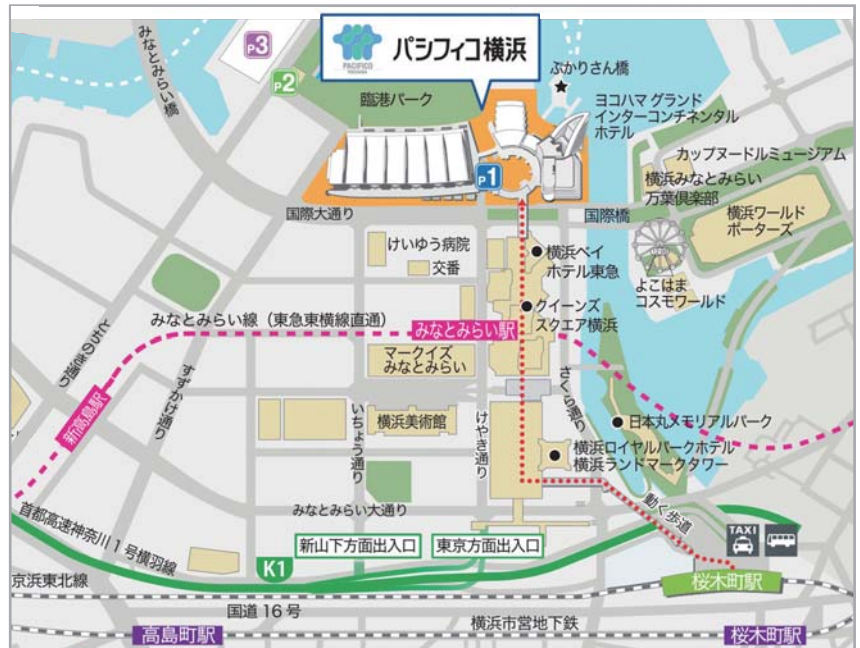 パシフィコ横浜
PACIFICO
YOKOHAMA
みなとみらい橋
P3
P2
臨港パーク
ぷかりさん橋
ヨコハマ グランド
インターコンチネンタル
ホテル
カップヌードルミュージアム
P1
横浜みなとみらい
万葉倶楽部
横浜ワールド
ポーターズ
国際大通り
国際橋
けいゆう病院
交番
横浜ベイ
ホテル東急
よこはま
コスモワールド
クイーンズ
スクエア横浜
みなとみらい線(東急東横線直通)
みなとみらい駅
とちのき通り
すずかけ通り
マークイズ
みなとみらい
さくら通り
新高島駅
いちょう通り
横浜美術館
けやき通り
日本丸メモリアルパーク
横浜ロイヤルパークホテル
横浜ランドマークタワー
みなとみらい大通り
動く歩道
首都高速神奈川1号横羽線
新山下方面出入口
東京方面出入口
TAXI
K1
京浜東北線
桜木町駅
国道16号
横浜市営地下鉄
高島町駅
桜木町駅